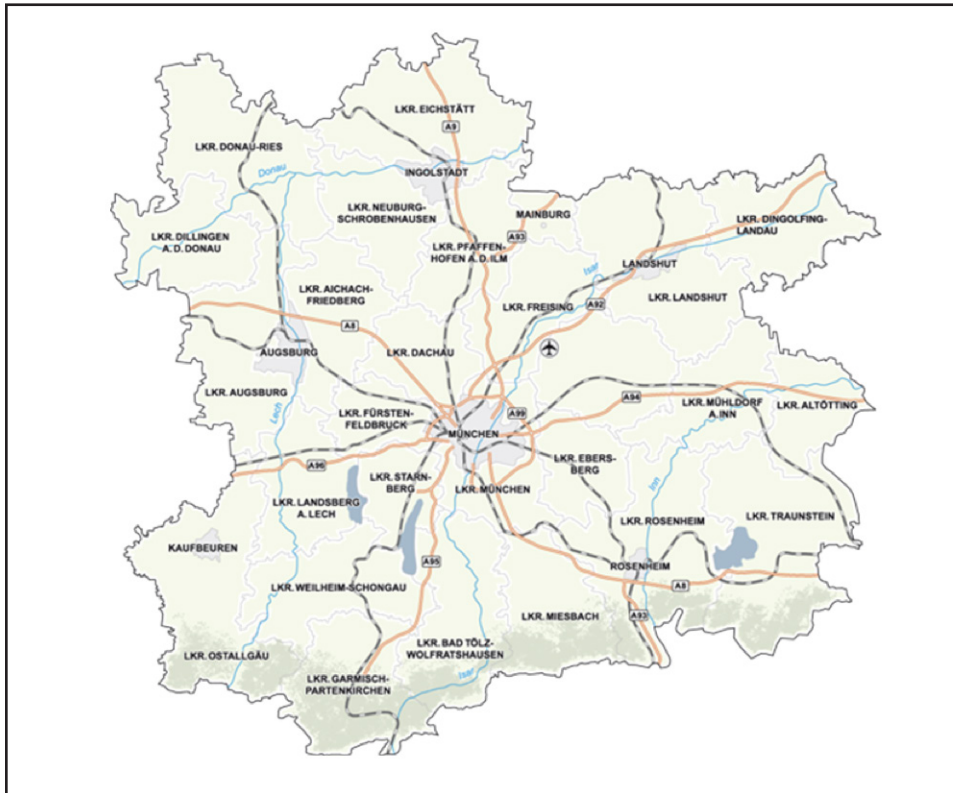 LKR. EICHSTÄTT
A9
LKR. DONAU-RIES
Donau
INGOLSTADT
LKR. NEUBURG-
SCHROBENHAUSEN
MAINBURG
LKR. DINGOLFING-
LANDAU
LKR. DILLINGEN
A. D. DONAU
A93
LKR. PFAFFEN-
HOFEN A. D. ILM
Isar
LANDSHUT
LKR. AICHACH-
FRIEDBERG
LKR. FREISING
A92
LKR. LANDSHUT
A8
AUGSBURG
LKR. DACHAU
LKR. AUGSBURG
Lech
LKR. FÜRSTEN-
FELDBRUCK
A99
A94
LKR. MÜHLDORF
A. INN
LKR. ALTÖTTING
MÜNCHEN
A96
LKR. STARN-
BERG
LKR. EBERS-
BERG
LKR. MÜNCHEN
Inn
LKR. LANDSBERG
A. LECH
LKR. ROSENHEIM
LKR. TRAUNSTEIN
KAUFBEUREN
A95
ROSENHEIM
A8
LKR. WEILHEIM-SCHONGAU
LKR. MIESBACH
A93
LKR. OSTALLGÄU
LKR. BAD TÖLZ-
WOLFRATSHAUSEN
Isar
LKR. GARMISCH-
PARTENKIRCHEN